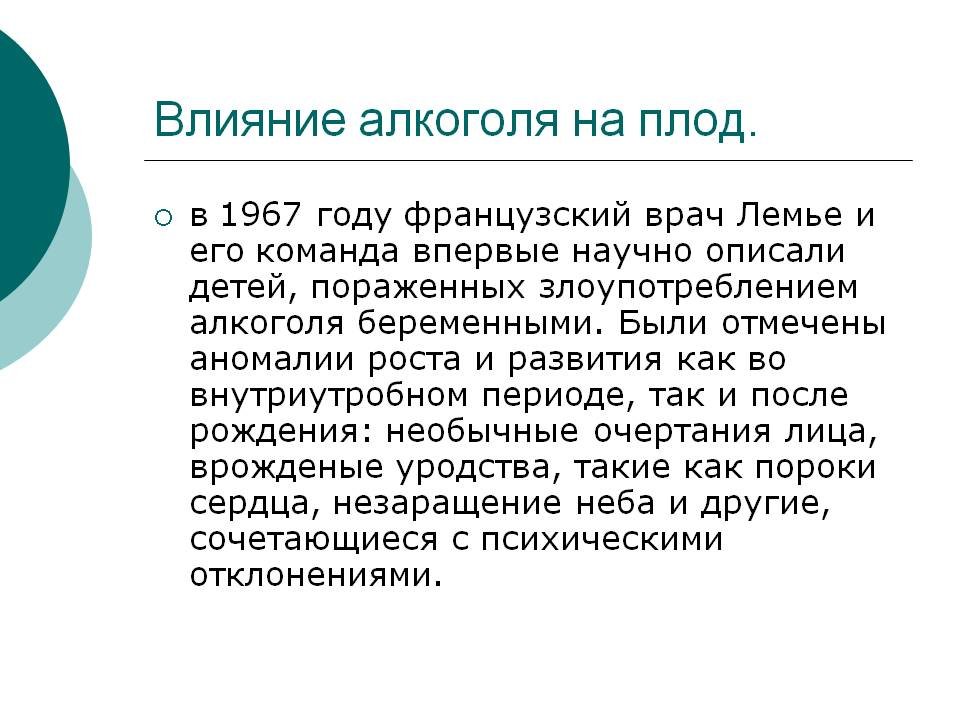 Влияние алкоголя на плод.
в 1967 году французский врач Лемье и
его команда впервые научно описали
детей, пораженных злоупотреблением
алкоголя беременными. Были отмечены
аномалии роста и развития как во
внутриутробном периоде, так и после
рождения: необычные очертания лица,
врожденые уродства, такие как пороки
сердца, незаращение неба и другие,
сочетающиеся с психическими
отклонениями.